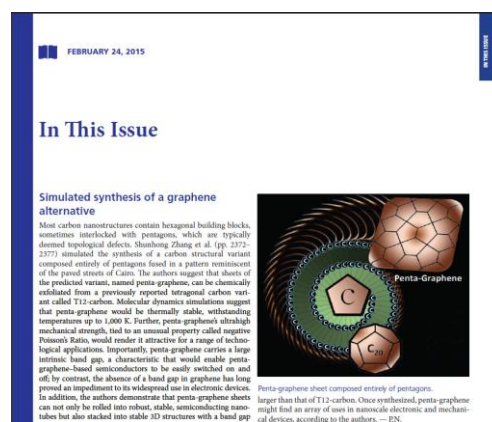 FEBRUARY 24, 2015
IN THIS ISSUE
In This Issue
Simulated synthesis of a graphene
alternative
Most carbon nanostructures contain hexagonal building blocks,
sometimes interlocked with pentagons, which are typically
deemed topological defects. Shunhong Zhang et al. (pp. 2372–
2377) simulated the synthesis of a carbon structural variant
composed entirely of pentagons fused in a pattern reminiscent
of the paved streets of Cairo. The authors suggest that sheets of
the predicted variant, named penta-graphene, can be chemically
exfoliated from a previously reported tetragonal carbon vari-
ant called T12-carbon. Molecular dynamics simulations suggest
that penta-graphene would be thermally stable, withstanding
temperatures up to 1,000 K. Further, penta-graphene's ultrahigh
mechanical strength, tied to an unusual property called negative
Poisson's Ratio, would render it attractive for a range of techno-
logical applications. Importantly, penta-graphene carries a large
intrinsic band gap, a characteristic that would enable penta-
graphene–based semiconductors to be easily switched on and
off; by contrast, the absence of a band gap in graphene has long
proved an impediment to its widespread use in electronic devices.
In addition, the authors demonstrate that penta-graphene sheets
can not only be rolled into robust, stable, semiconducting nano-
tubes but also stacked into stable 3D structures with a band gap
Penta-Graphene
C
C20
Penta-graphene sheet composed entirely of pentagons.
larger than that of T12-carbon. Once synthesized, penta-graphene
might find an array of uses in nanoscale electronic and mechani-
cal devices, according to the authors. — P.N.